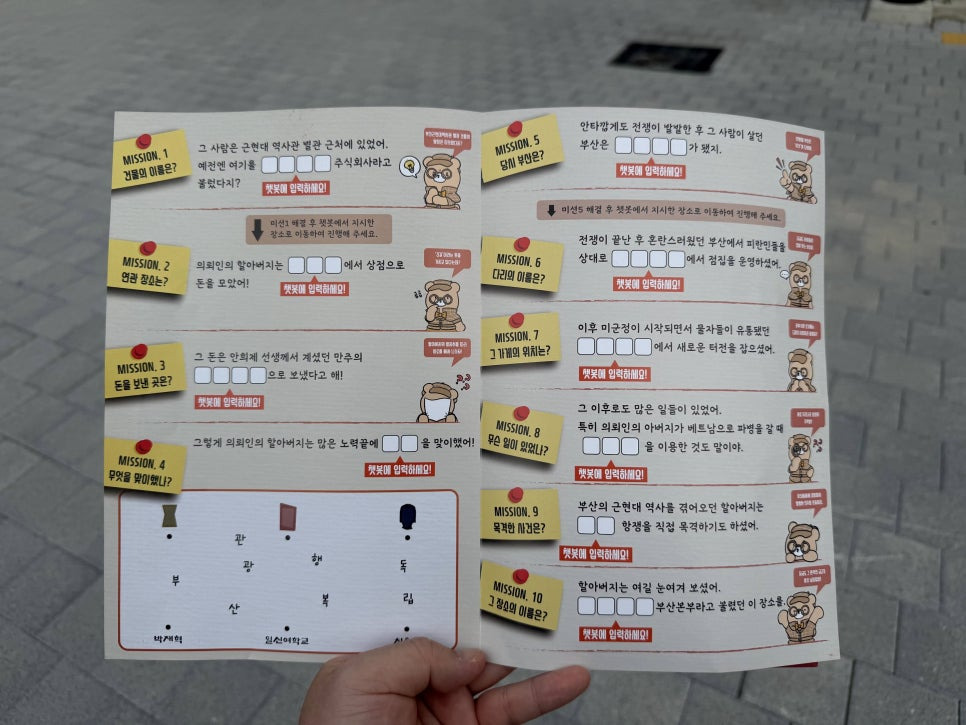 MISSION. 1
건물의 이름은?
그 사람은 근현대 역사관 별관 근처에 있었어.
예전엔 여기를 주식회사라고
불렀다지?
챗봇에 입력하세요!
미션1 해결 후 챗봇에서 지시한
장소로 이동하여 진행해 주세요.
MISSION. 2
연관 장소는?
의뢰인의 할아버지는 에서 상점으로
돈을 모았어!
챗봇에 입력하세요!
MISSION. 3
돈을 보낸 곳은?
그 돈은 안희제 선생께서 계셨던 만주의
으로 보냈다고 해!
챗봇에 입력하세요!
MISSION. 4
무엇을 맞이했나?
그렇게 의뢰인의 할아버지는 많은 노력끝에 을 맞이했어!
챗봇에 입력하세요!
관
광
행
독
부
산
복
립
박재혁
일신여학교
MISSION. 5
당시 부산은?
안타깝게도 전쟁이 발발한 후 그 사람이 살던
부산은 가 됐지.
챗봇에 입력하세요!
미션5 해결 후 챗봇에서 지시한 장소로 이동하여 진행해 주세요.
MISSION. 6
다리의 이름은?
전쟁이 끝난 후 혼란스러웠던 부산에서 피란민들을
상대로 에서 점집을 운영하셨어.
챗봇에 입력하세요!
MISSION. 7
그 가게의 위치는?
이후 미군정이 시작되면서 물자들이 유통됐던
에서 새로운 터전을 잡으셨어.
챗봇에 입력하세요!
MISSION. 8
무슨 일이 있었나?
그 이후로도 많은 일들이 있었어.
특히 의뢰인의 아버지가 베트남으로 파병을 갈 때
을 이용한 것도 말이야.
챗봇에 입력하세요!
MISSION. 9
목격한 사건은?
부산의 근현대 역사를 겪어오던 할아버지는
항쟁을 직접 목격하기도 하셨어.
챗봇에 입력하세요!
MISSION. 10
그 장소의 이름은?
할아버지는 여길 눈여겨 보셨어.
부산본부라고 불렸던 이 장소를.
챗봇에 입력하세요!